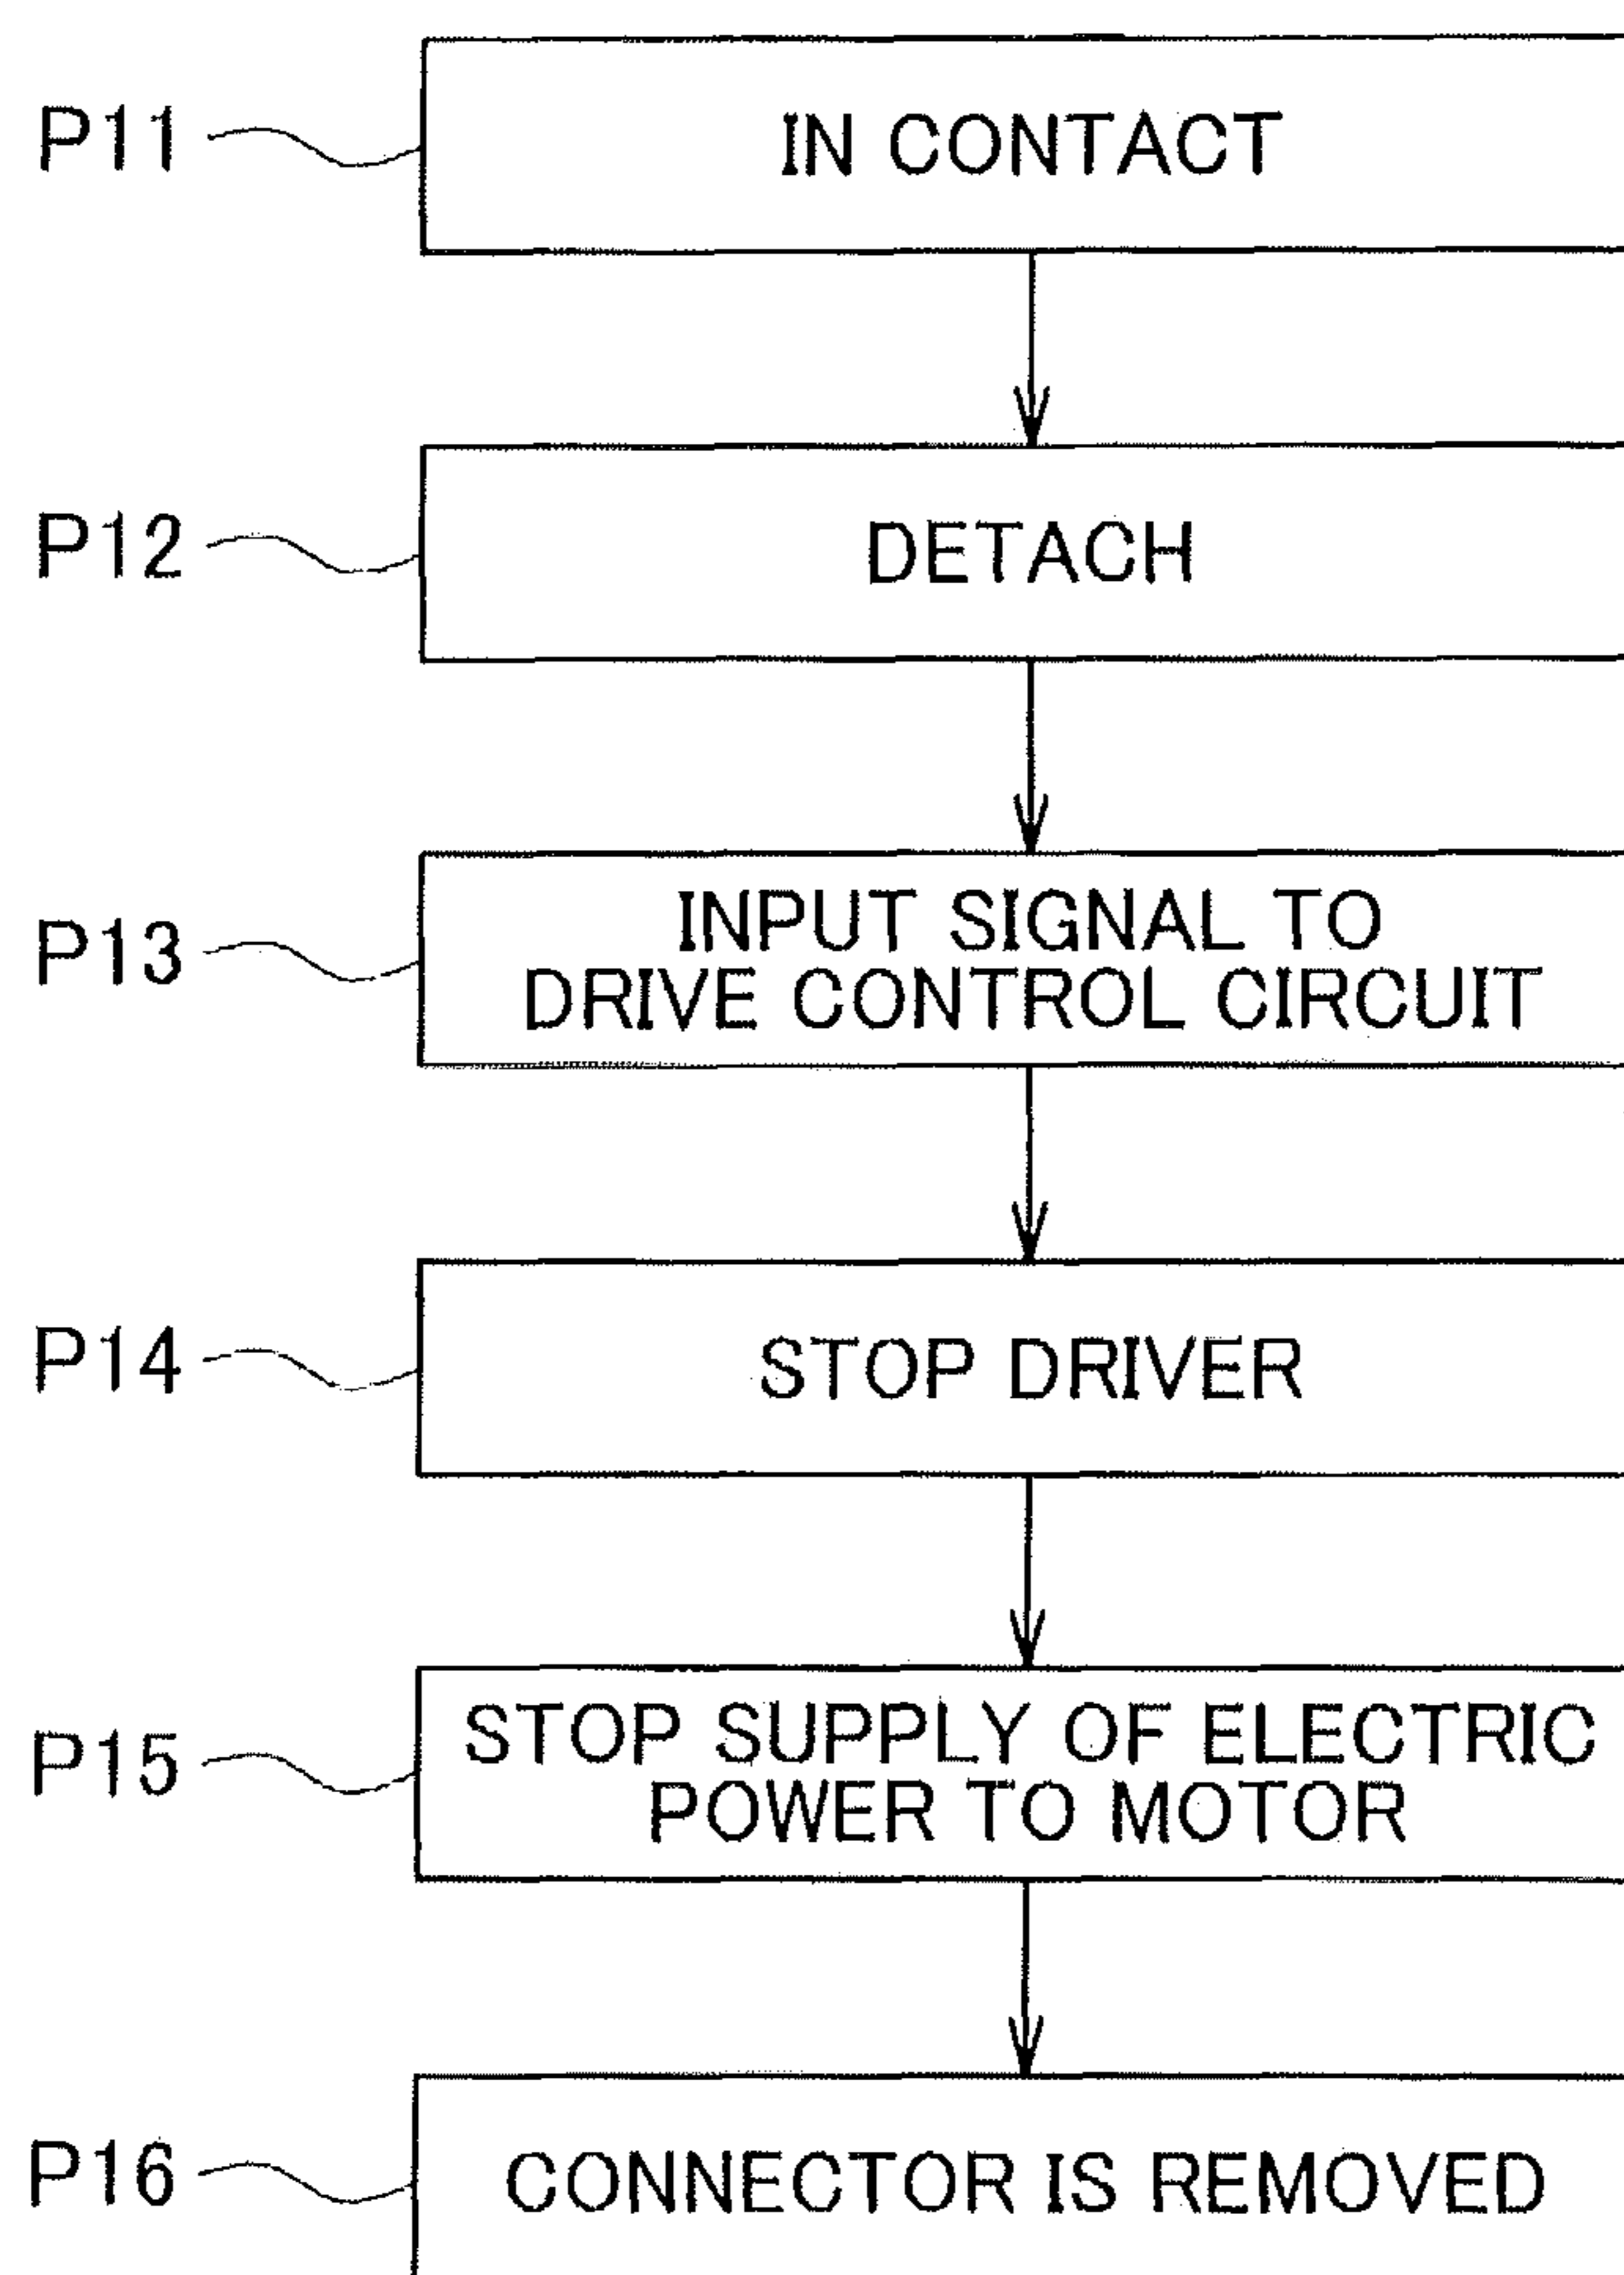 P11
IN CONTACT
P12
DETACH
P13
INPUT SIGNAL TO
DRIVE CONTROL CIRCUIT
P14
STOP DRIVER
P15
STOP SUPPLY OF ELECTRIC
POWER TO MOTOR
P16
CONNECTOR IS REMOVED